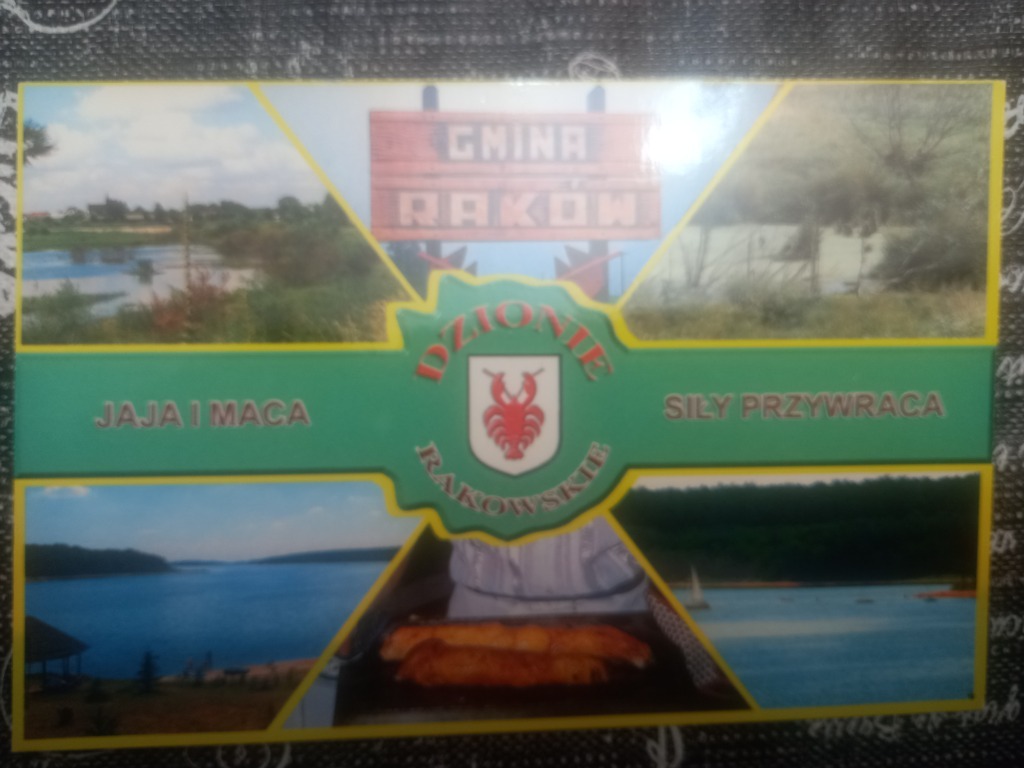 GMINA
RAKÓW
DZIONIE
RAKOWSKIE
JAJA I MACA
SIŁY PRZYWRACA